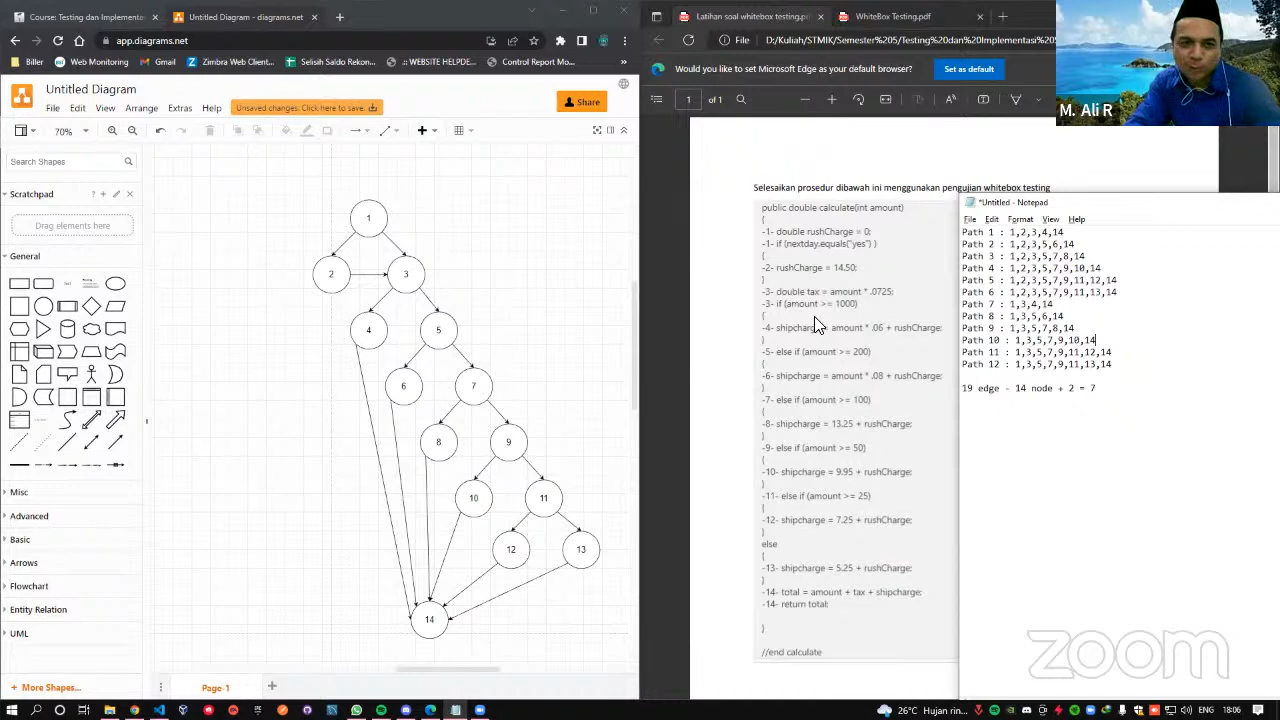 Course: Testing dan Implement
Untitled Diagram - diagrams.net
app.diagrams.net
Biller
Web Monitoring
Gmail
Zimbra Web Client
Selisih Saldo Rekon
:: WEBSITE HELPD
Control Report Mo...
Untitled Diagram
File Edit View Arrange Extras Help
Unsaved changes. Click here to save.
Share
70%
Search Shapes
Scratchpad
Drag elements here
General
Text
Misc
Advanced
Basic
Arrows
Flowchart
Entity Relation
UML
+ More Shapes...
Page-1
1
2
3
4
5
6
7
8
9
10
11
12
13
14
Latihan soal whitebox testing.p
WhiteBox Testing.pdf
File
D:/Kuliah/STMIK/Semester%205/Testing%20dan%20Implementasi%20
Would you like to set Microsoft Edge as your default browser?
Set as default
1 of 1
M. Ali R
Selesaikan prosedur dibawah ini menggunakan pengujian whitebox testing
public double calculate(int amount)
{
-1- double rushCharge = 0;
-1- if (nextday.equals("yes") )
{
-2- rushCharge = 14.50;
}
-3- double tax = amount * .0725;
-3- if (amount >= 1000)
{
-4- shipcharge = amount * .06 + rushCharge;
}
-5- else if (amount >= 200)
{
-6- shipcharge = amount * .08 + rushCharge;
}
-7- else if (amount >= 100)
{
-8- shipcharge = 13.25 + rushCharge;
}
-9- else if (amount >= 50)
{
-10- shipcharge = 9.95 + rushCharge;
}
-11- else if (amount >= 25)
{
-12- shipcharge = 7.25 + rushCharge;
}
else
{
-13- shipcharge = 5.25 + rushCharge;
}
-14- total = amount + tax + shipcharge;
-14- return total;
}
//end calculate
*Untitled - Notepad
File Edit Format View Help
Path 1 : 1,2,3,4,14
Path 2 : 1,2,3,5,6,14
Path 3 : 1,2,3,5,7,8,14
Path 4 : 1,2,3,5,7,9,10,14
Path 5 : 1,2,3,5,7,9,11,12,14
Path 6 : 1,2,3,5,7,9,11,13,14
Path 7 : 1,3,4,14
Path 8 : 1,3,5,6,14
Path 9 : 1,3,5,7,8,14
Path 10 : 1,3,5,7,9,10,14
Path 11 : 1,3,5,7,9,11,12,14
Path 12 : 1,3,5,7,9,11,13,14
19 edge - 14 node + 2 = 7
zoom
26°C Hujan rin...
ENG
18:06